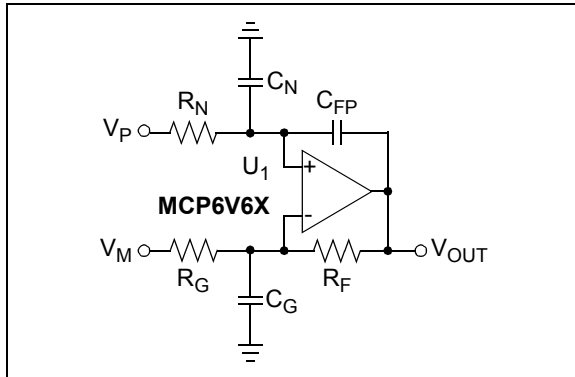 C_N
R_N
C_FP
V_P
U_1
+
MCP6V6X
-
V_M
V_OUT
R_G
R_F
C_G